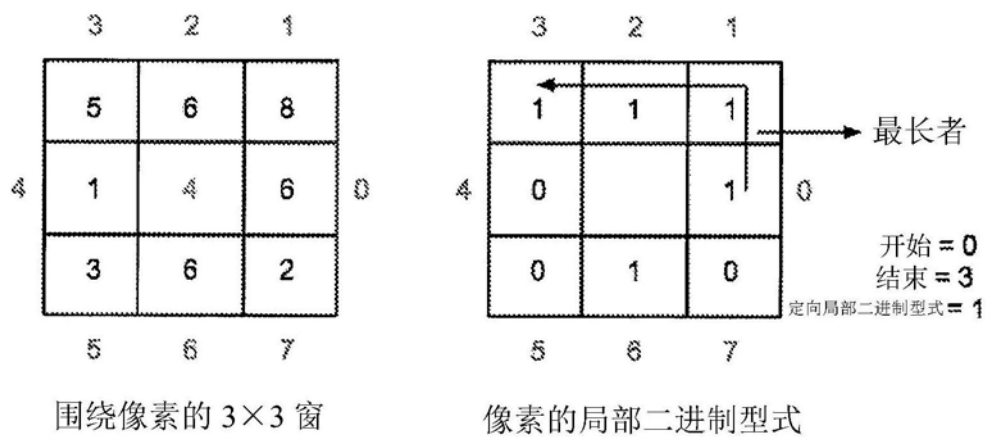 3 2 1
5 6 8
4 1 4 6 0
3 6 2
5 6 7
围绕像素的 3×3 窗
3 2 1
1 1 1
最长者
4 0 1 0
0 1 0
开始 = 0
结束 = 3
定向局部二进制型式 = 1
5 6 7
像素的局部二进制型式